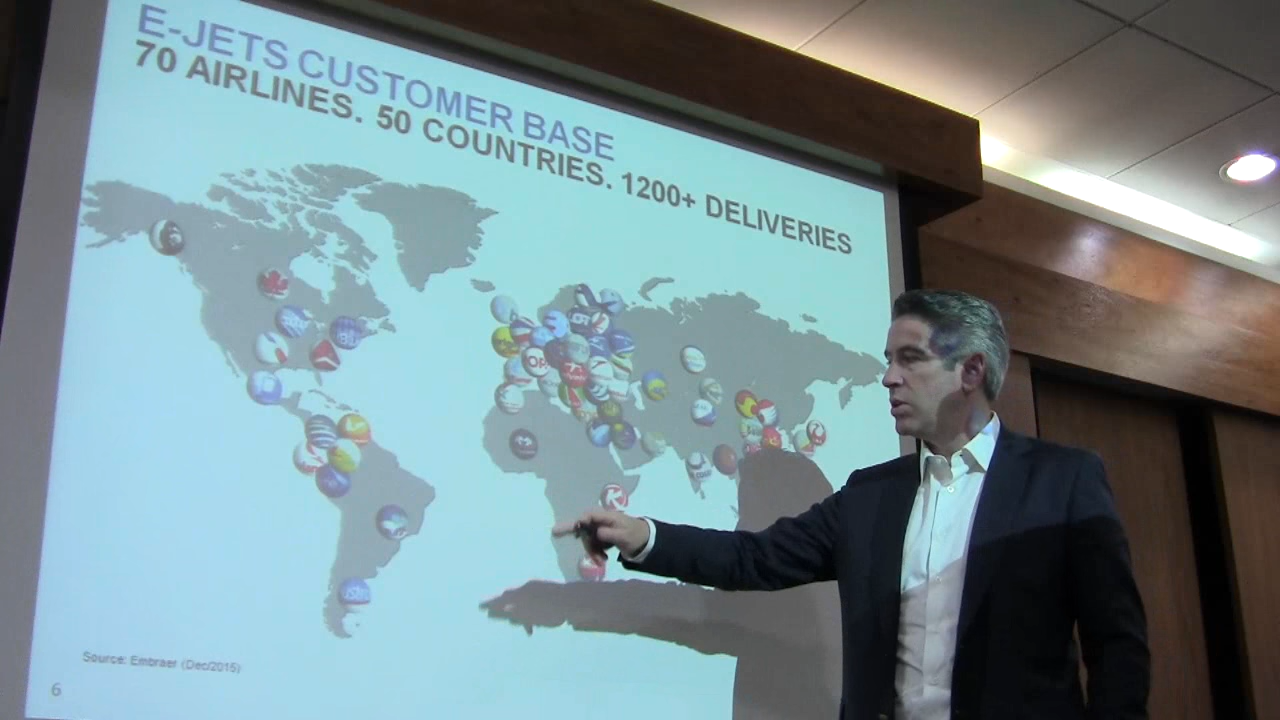 E-JETS CUSTOMER BASE
70 AIRLINES. 50 COUNTRIES. 1200+ DELIVERIES
K
Source: Embraer (Dec/2015)
6